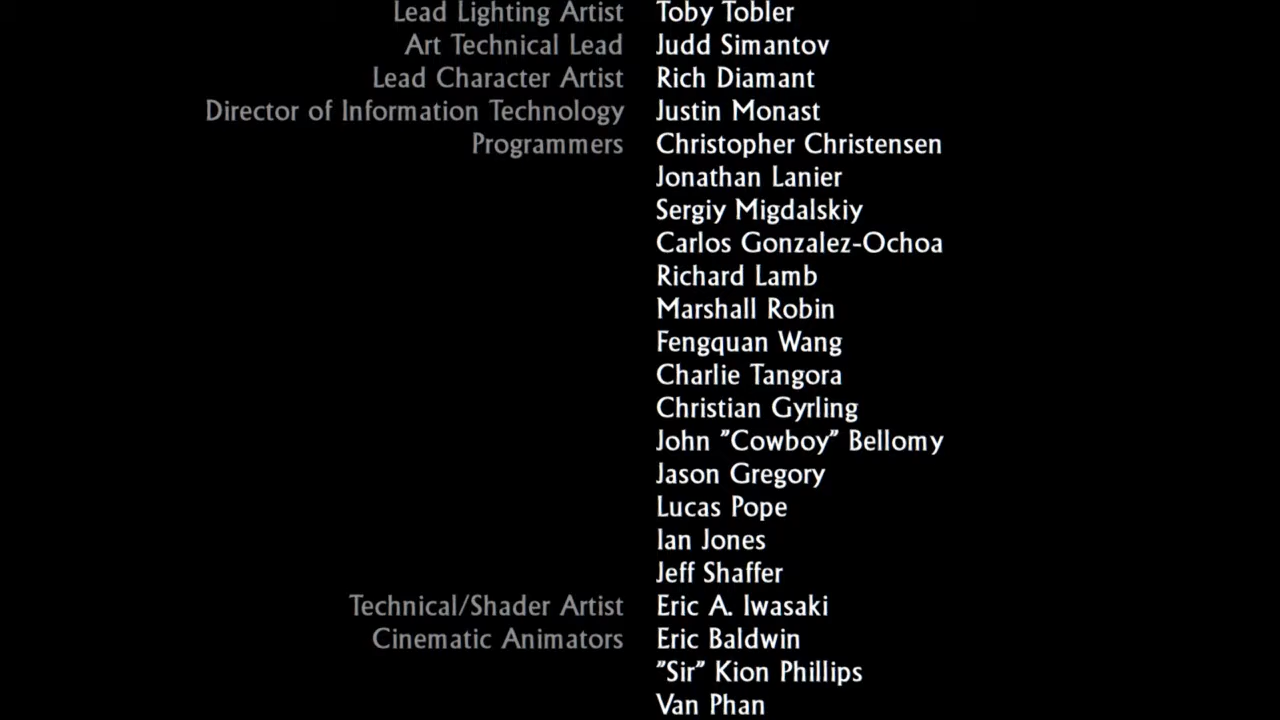 Lead Lighting Artist Toby Tobler
Art Technical Lead Judd Simantov
Lead Character Artist Rich Diamant
Director of Information Technology Justin Monast
Programmers Christopher Christensen
Jonathan Lanier
Sergiy Migdalskiy
Carlos Gonzalez-Ochoa
Richard Lamb
Marshall Robin
Fengquan Wang
Charlie Tangora
Christian Gyrling
John "Cowboy" Bellomy
Jason Gregory
Lucas Pope
Ian Jones
Jeff Shaffer
Technical/Shader Artist Eric A. Iwasaki
Cinematic Animators Eric Baldwin
"Sir" Kion Phillips
Van Phan